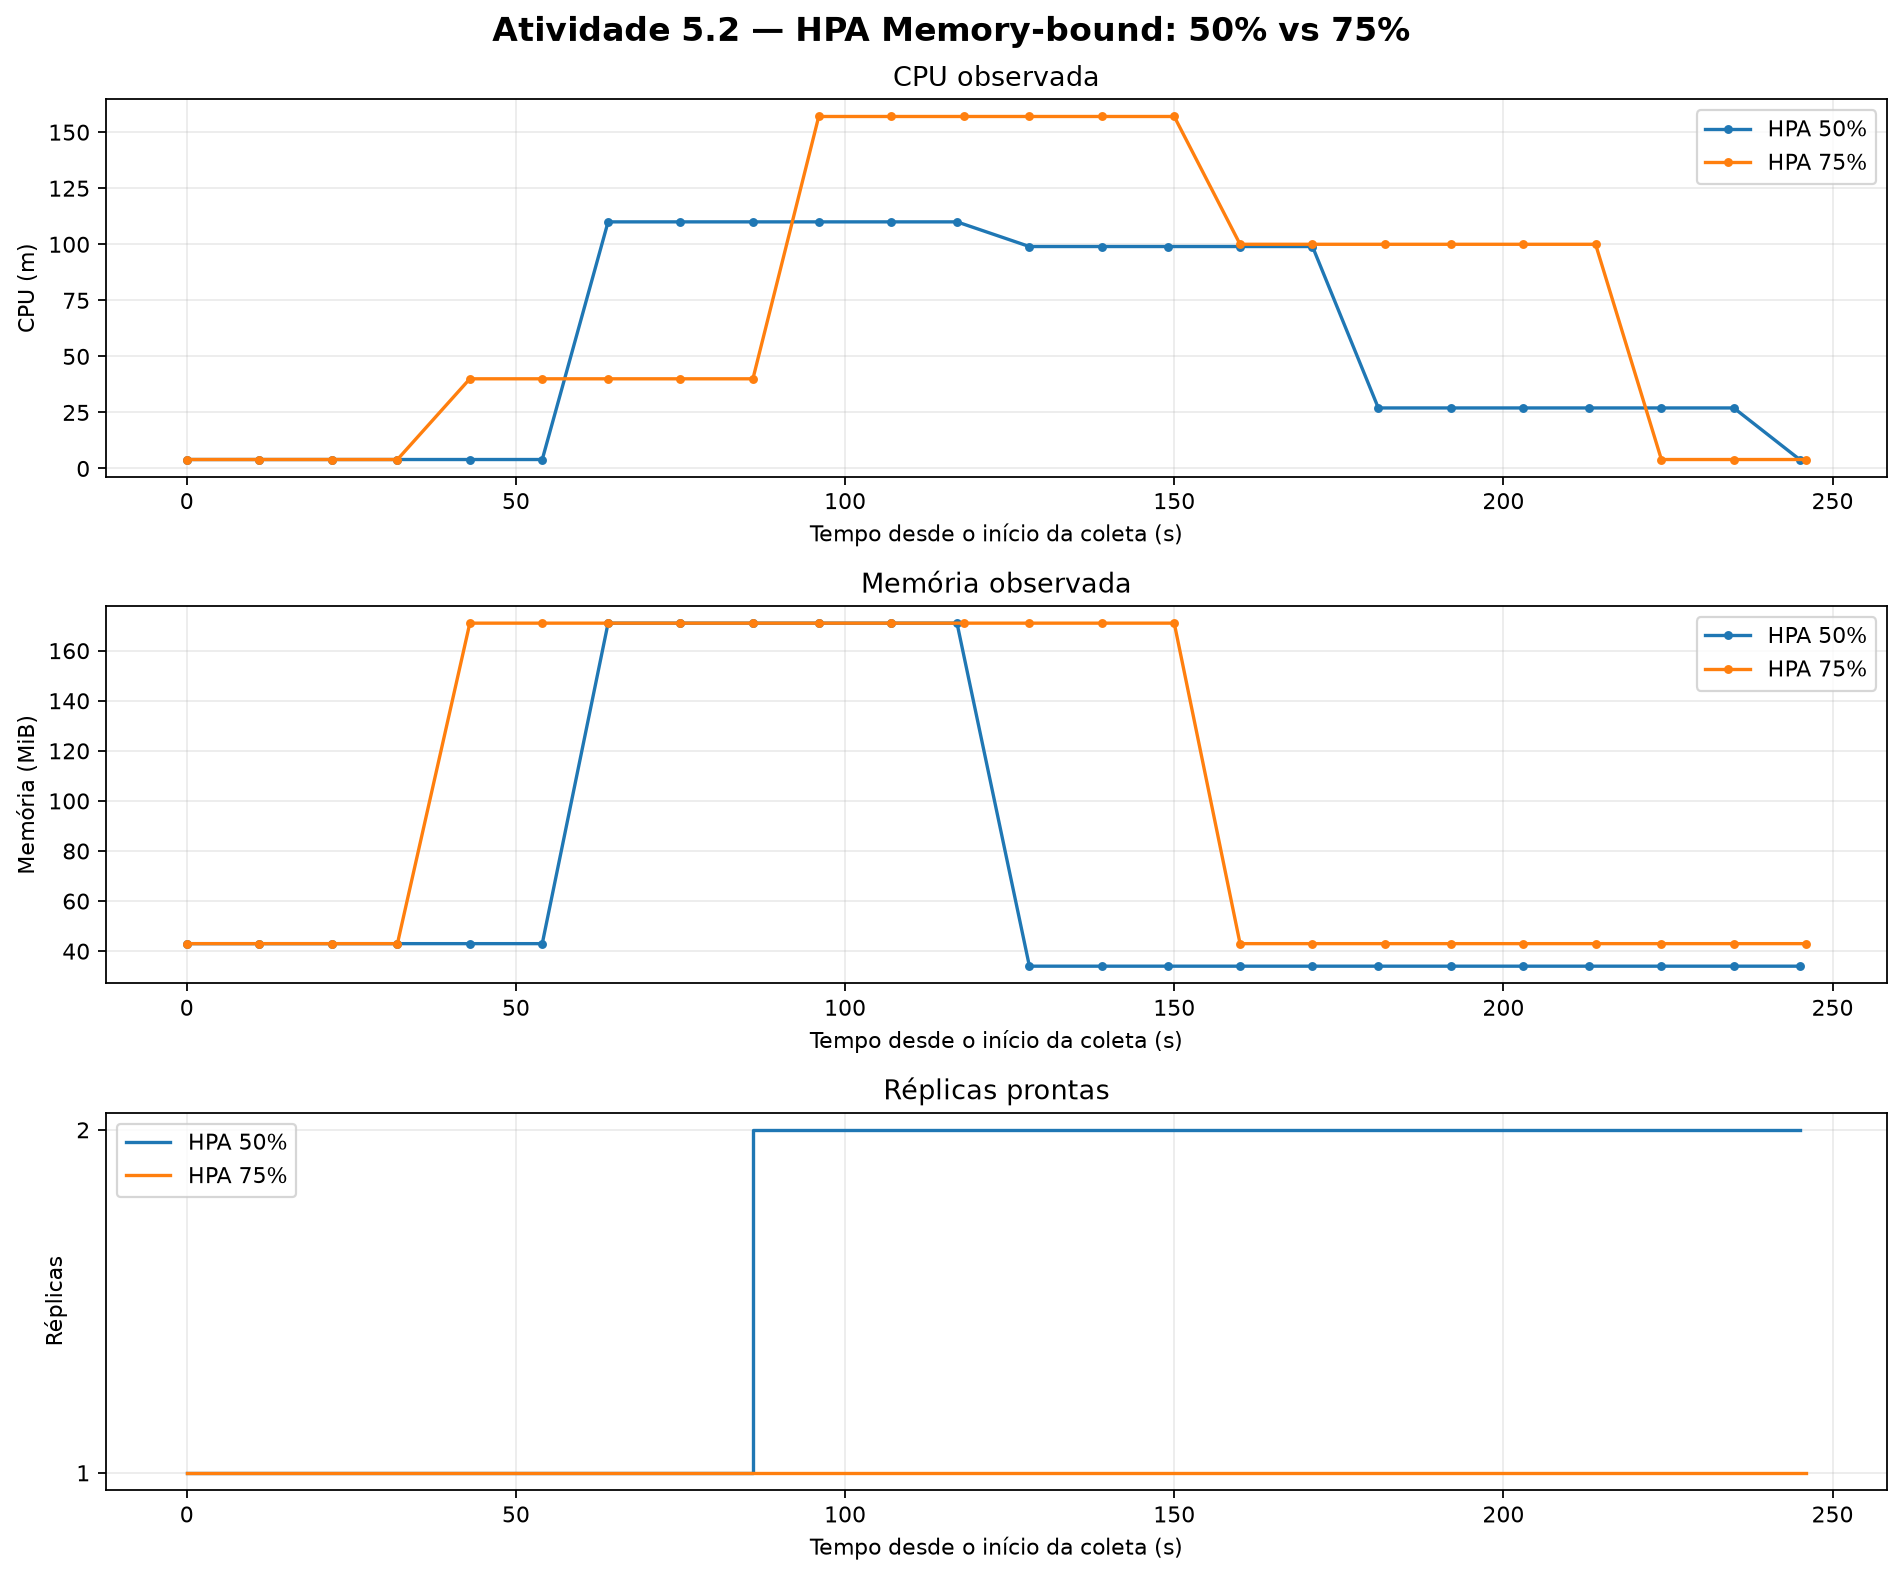 Atividade 5.2 — HPA Memory-bound: 50% vs 75%
CPU observada
CPU (m)
150
125
100
75
50
25
0
HPA 50%
HPA 75%
0 50 100 150 200 250
Tempo desde o início da coleta (s)
Memória observada
Memória (MiB)
160
140
120
100
80
60
40
HPA 50%
HPA 75%
0 50 100 150 200 250
Tempo desde o início da coleta (s)
Réplicas prontas
Réplicas
2
1
HPA 50%
HPA 75%
0 50 100 150 200 250
Tempo desde o início da coleta (s)